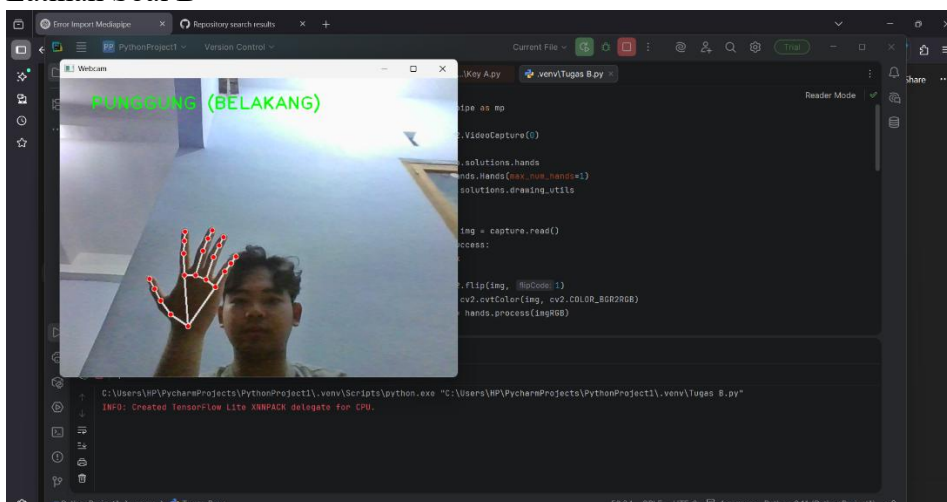 Error Import Mediapipe
Repository search results
PythonProject1
Version Control
Current File
Trial
Webcam
..\Key A.py
.venv\Tugas B.py
Share
Reader Mode
PUNGGUNG (BELAKANG)
ipe as mp
.VideoCapture(0)
.solutions.hands
nds.Hands(max_num_hands=1)
solutions.drawing_utils
img = capture.read()
ccess:
.flip(img, flipCode: 1)
cv2.cvtColor(img, cv2.COLOR_BGR2RGB)
hands.process(imgRGB)
C:\Users\HP\PycharmProjects\PythonProject1\.venv\Scripts\python.exe "C:\Users\HP\PycharmProjects\PythonProject1\.venv\Tugas B.py"
INFO: Created TensorFlow Lite XNNPACK delegate for CPU.